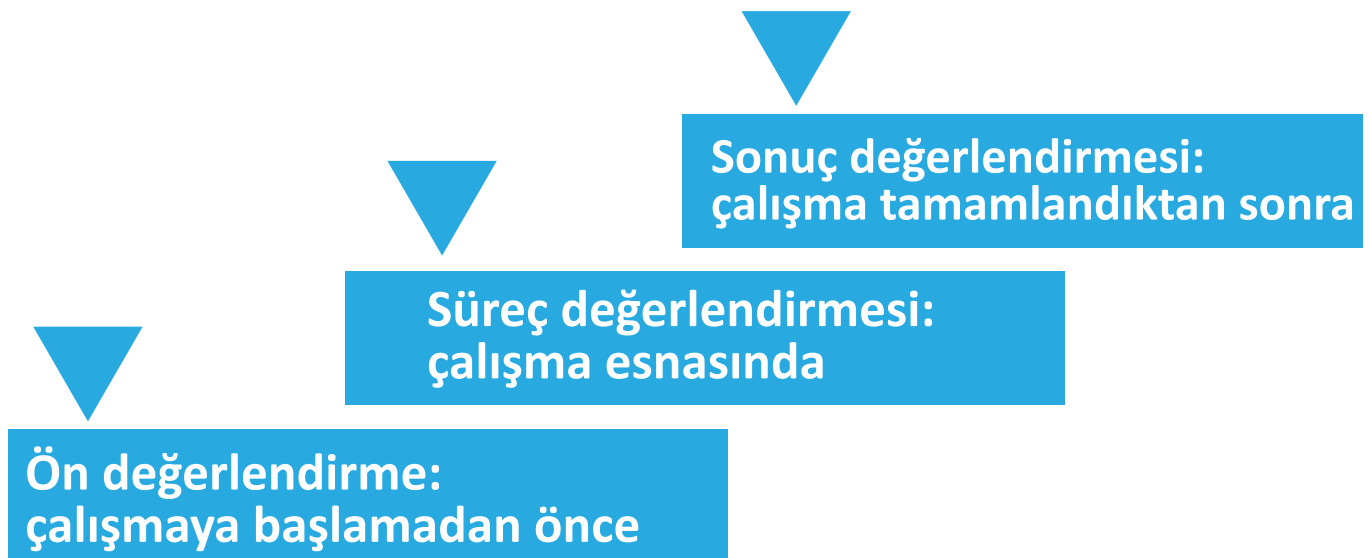 Sonuç değerlendirmesi:
çalışma tamamlandıktan sonra
Süreç değerlendirmesi:
çalışma esnasında
Ön değerlendirme:
çalışmaya başlamadan önce